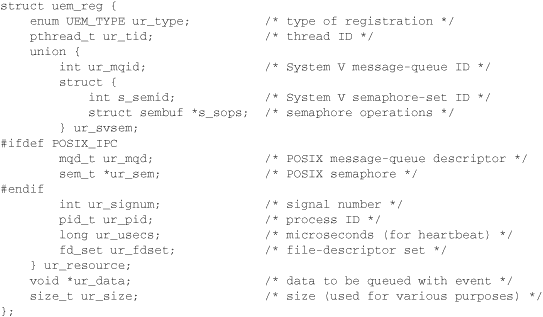 struct uem_reg {
    enum UEM_TYPE ur_type;           /* type of registration */
    pthread_t ur_tid;                /* thread ID */
    union {
        int ur_mqid;                 /* System V message-queue ID */
        struct {
            int s_semid;             /* System V semaphore-set ID */
            struct sembuf *s_sops;   /* semaphore operations */
        } ur_svsem;
#ifdef POSIX_IPC
        mqd_t ur_mqd;                /* POSIX message-queue descriptor */
        sem_t *ur_sem;               /* POSIX semaphore */
#endif
        int ur_signum;               /* signal number */
        pid_t ur_pid;                /* process ID */
        long ur_usecs;               /* microseconds (for heartbeat) */
        fd_set ur_fdset;             /* file-descriptor set */
    } ur_resource;
    void *ur_data;                   /* data to be queued with event */
    size_t ur_size;                  /* size (used for various purposes) */
};